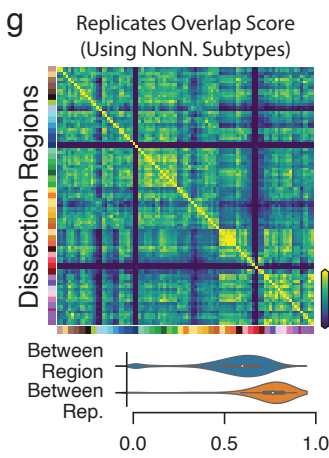 g
Replicates Overlap Score
(Using NonN. Subtypes)
Dissection Regions
Between
Region
Between
Rep.
0.0 0.5 1.0